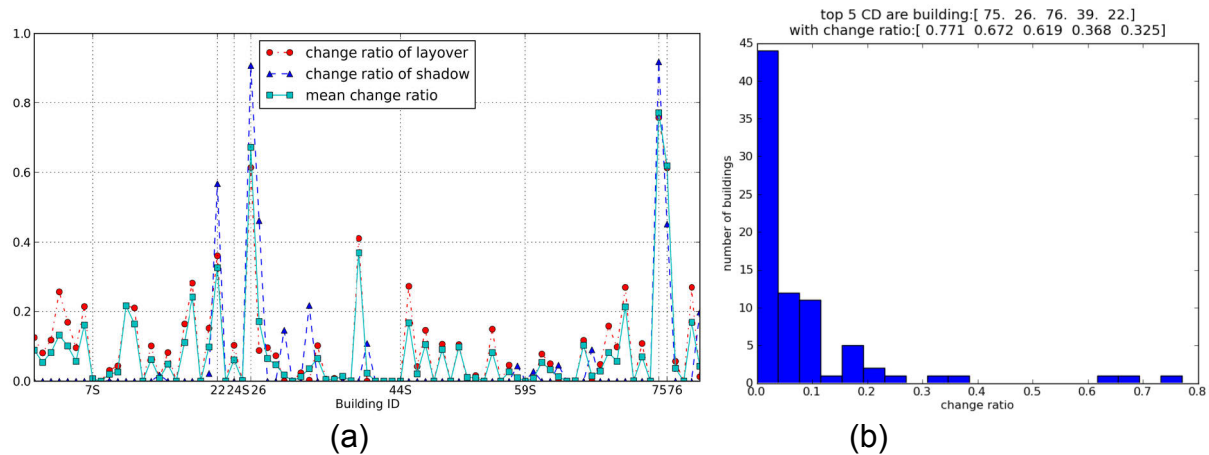 1.0
0.8
0.6
0.4
0.2
0.0
change ratio of layover
change ratio of shadow
mean change ratio
7S 22 24S 26 44S 59S 75 76
Building ID
(a)
top 5 CD are building:[ 75. 26. 76. 39. 22.]
with change ratio:[ 0.771 0.672 0.619 0.368 0.325]
45
40
35
30
25
20
15
10
5
0
number of buildings
0.0 0.1 0.2 0.3 0.4 0.5 0.6 0.7 0.8
change ratio
(b)